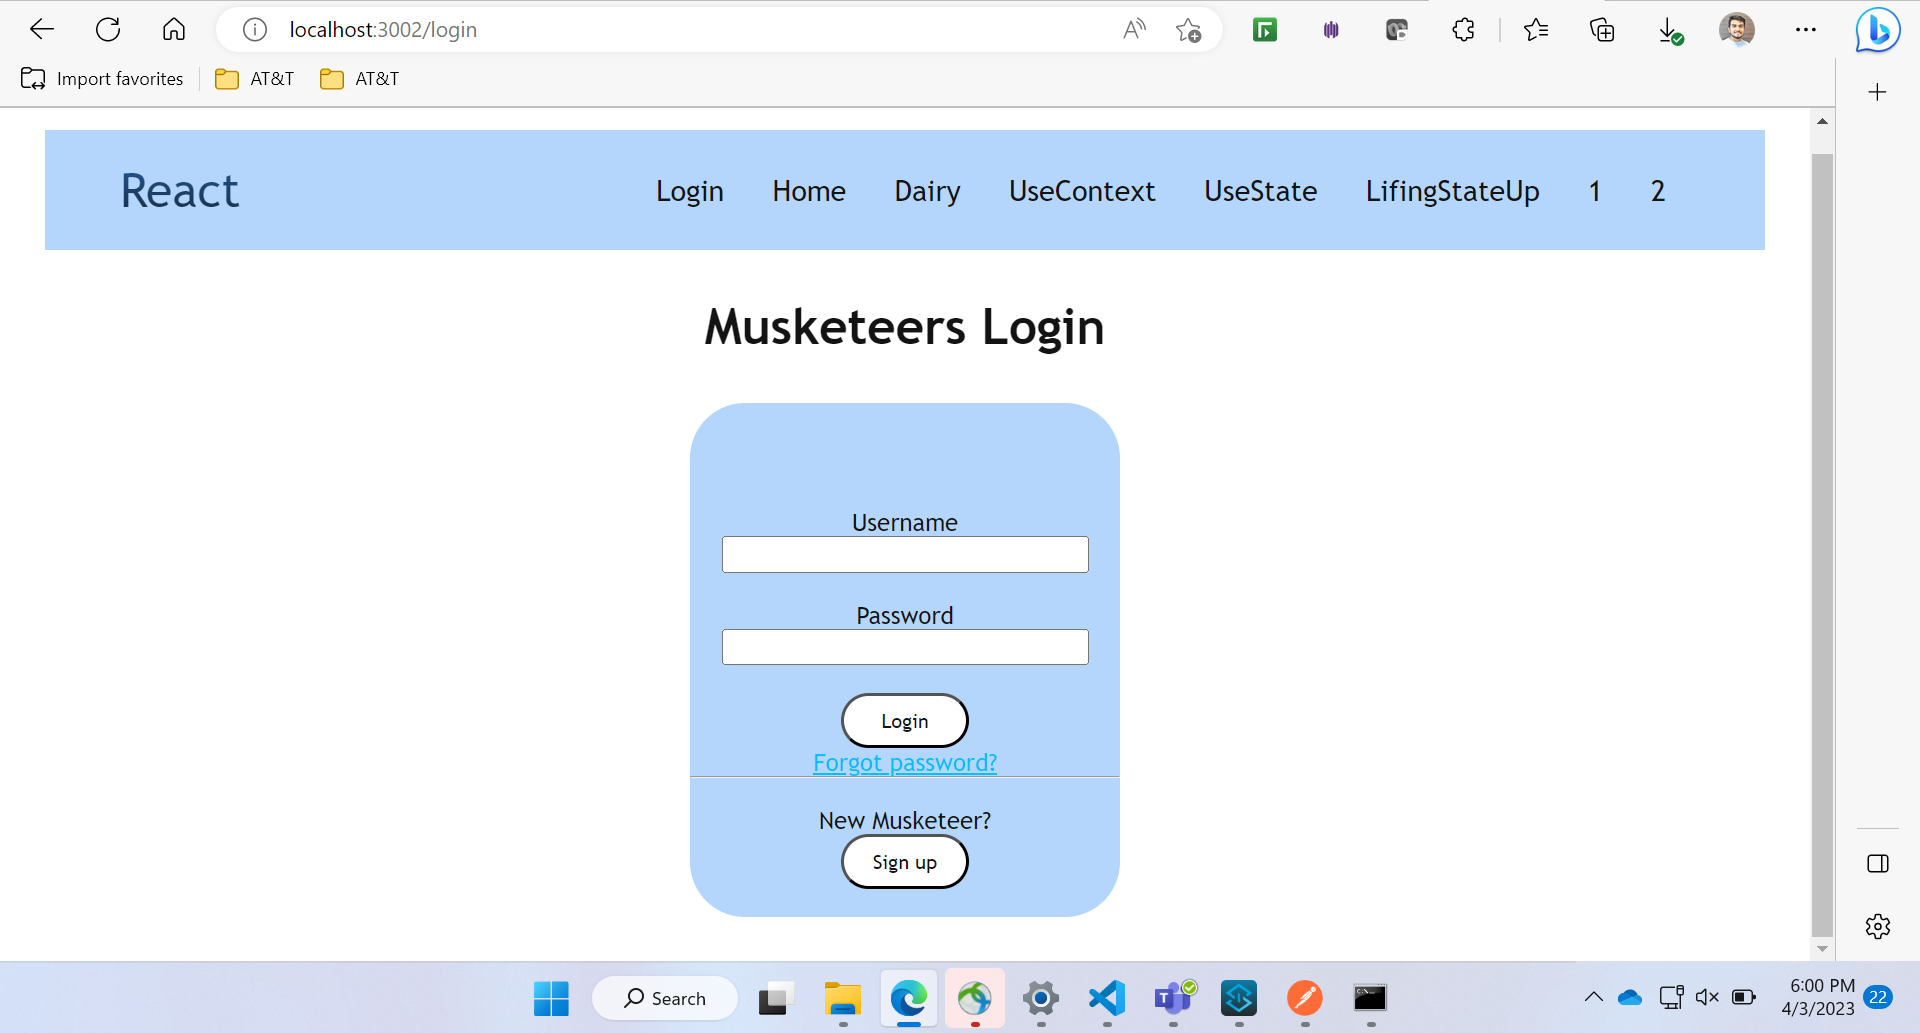 localhost:3002/login
Import favorites AT&T AT&T
React Login Home Dairy UseContext UseState LifingStateUp 1 2
Musketeers Login
Username
Password
Login
Forgot password?
New Musketeer?
Sign up
Search
6:00 PM
4/3/2023
22